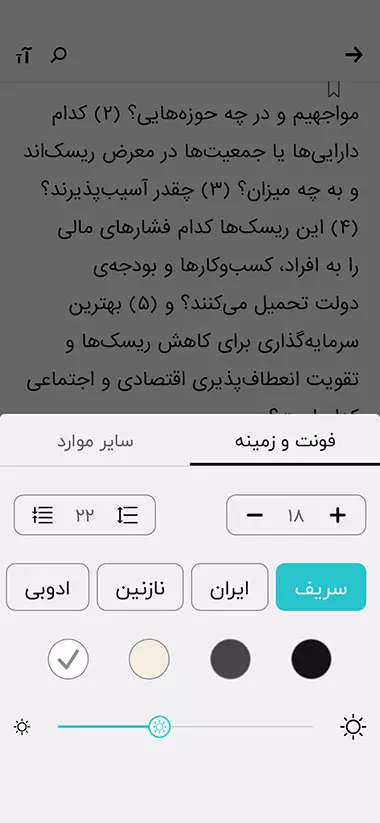 مواجهیم و در چه حوزه‌هایی؟ (۲) کدام
دارایی‌ها یا جمعیت‌ها در معرض ریسک‌اند
و به چه میزان؟ (۳) چقدر آسیب‌پذیرند؟
(۴) این ریسک‌ها کدام فشارهای مالی
را به افراد، کسب‌وکارها و بودجه‌ی
دولت تحمیل می‌کنند؟ و (۵) بهترین
سرمایه‌گذاری برای کاهش ریسک‌ها و
تقویت انعطاف‌پذیری اقتصادی و اجتماعی
فونت و زمینه
سایر موارد
۱۸
۲۲
سریف
ایران
نازنین
ادوبی